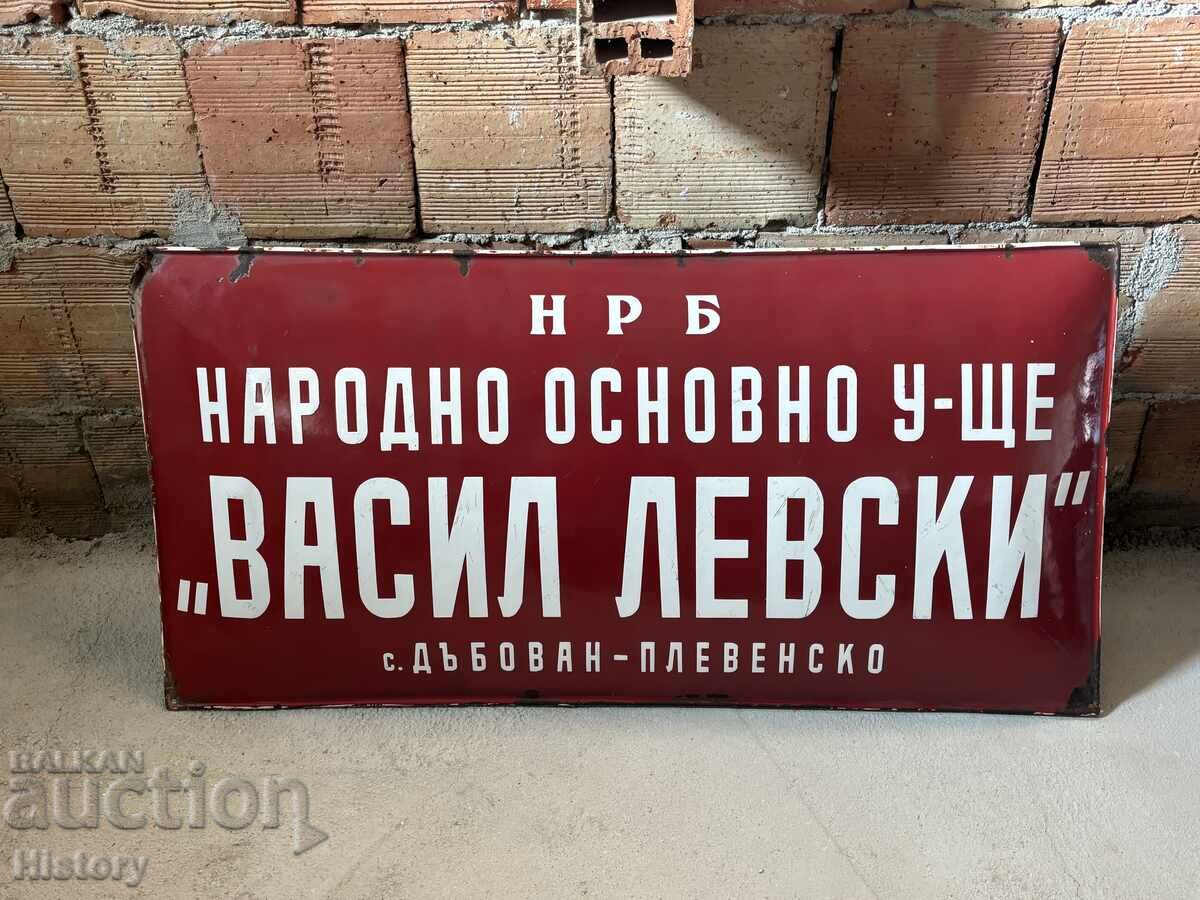 НРБ
НАРОДНО ОСНОВНО У-ЩЕ
„ВАСИЛ ЛЕВСКИ"
с. ДЪБОВАН-ПЛЕВЕНСКО
BALKAN
auction
History